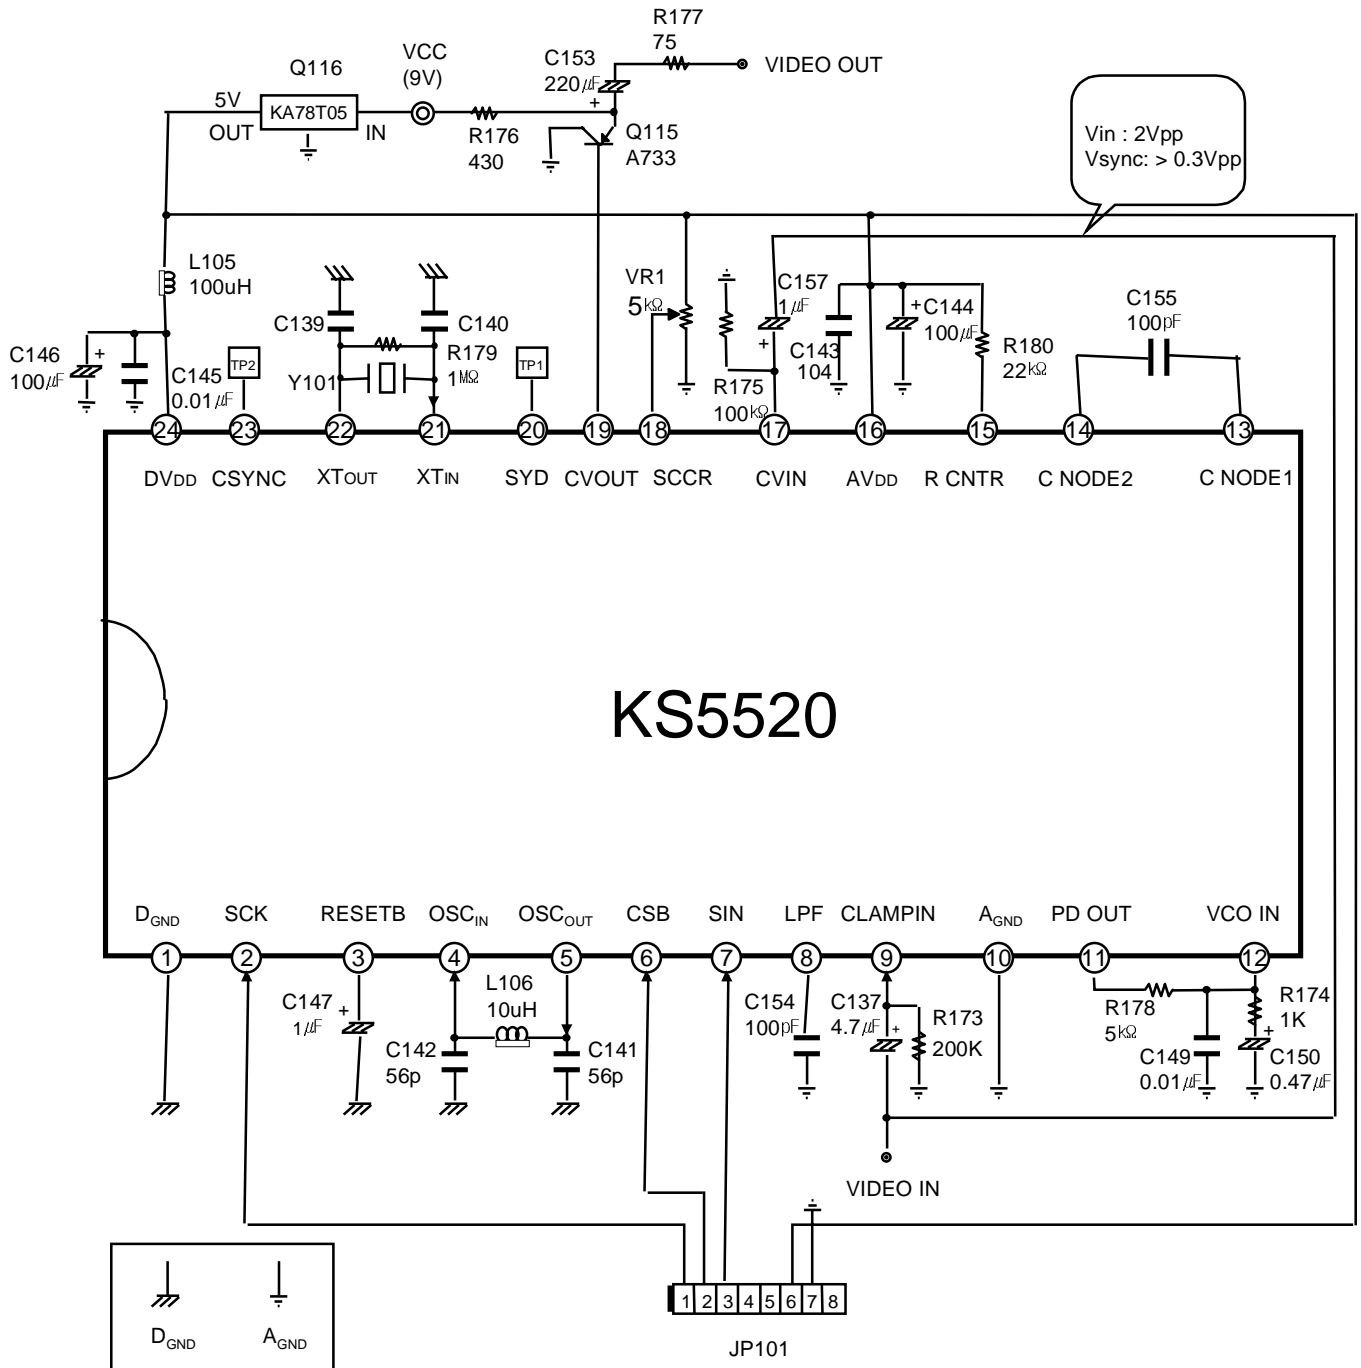 R177
75
VIDEO OUT
C153
220㎌
+
VCC
(9V)
Q116
5V
OUT
KA78T05
IN
R176
430
Q115
A733
Vin : 2Vpp
Vsync: > 0.3Vpp
L105
100uH
C146
100㎌
+
C145
0.01㎌
TP2
C139
C140
R179
1㏁
Y101
TP1
VR1
5㏀
R175
100㏀
C157
1㎌
+
C143
104
+
C144
100㎌
R180
22㏀
C155
100㎊
24 23 22 21 20 19 18 17 16 15 14 13
DVDD CSYNC XTOUT XTIN SYD CVOUT SCCR CVIN AVDD R CNTR C NODE2 C NODE1
KS5520
DGND SCK RESETB OSCIN OSCOUT CSB SIN LPF CLAMPIN AGND PD OUT VCO IN
1 2 3 4 5 6 7 8 9 10 11 12
C147
1㎌
+
L106
10uH
C142
56p
C141
56p
C154
100㎊
C137
4.7㎌
+
R173
200K
R178
5㏀
R174
1K
C149
0.01㎌
+
C150
0.47㎌
VIDEO IN
1 2 3 4 5 6 7 8
JP101
DGND AGND